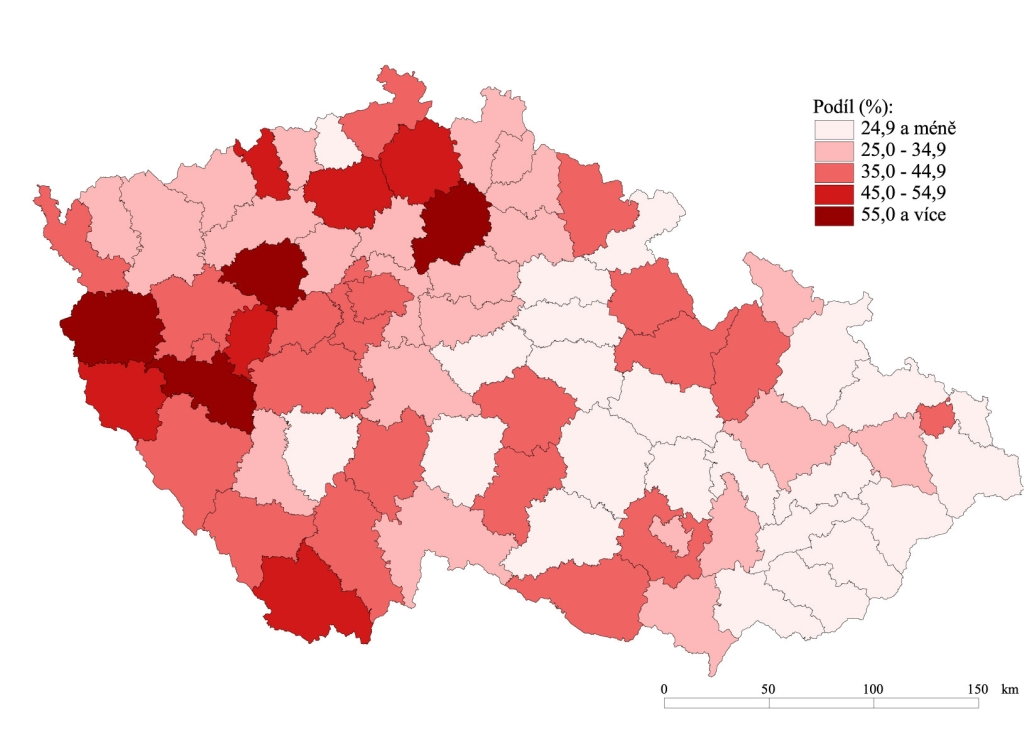 Podíl (%):
24,9 a méně
25,0 - 34,9
35,0 - 44,9
45,0 - 54,9
55,0 a více
0 50 100 150 km